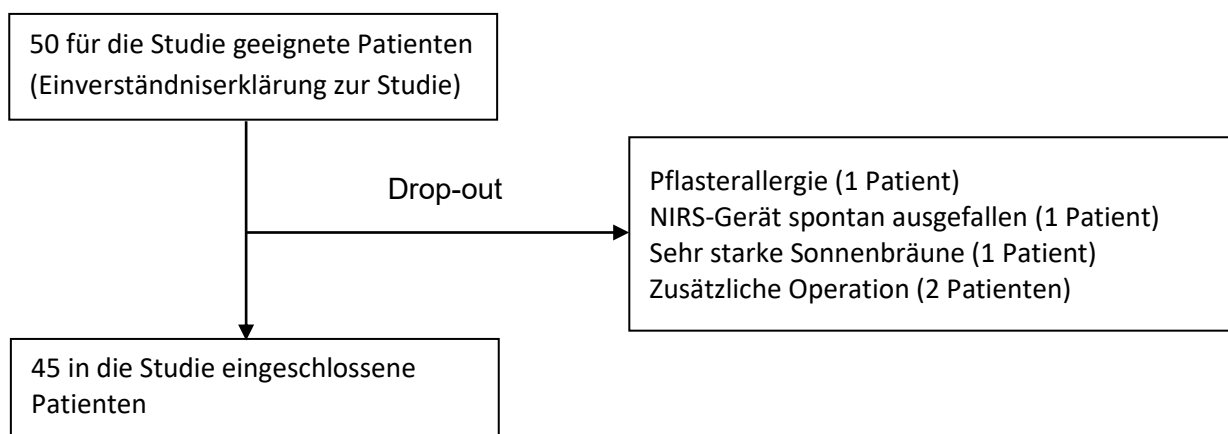 50 für die Studie geeignete Patienten
(Einverständniserklärung zur Studie)
Drop-out
Pflasterallergie (1 Patient)
NIRS-Gerät spontan ausgefallen (1 Patient)
Sehr starke Sonnenbräune (1 Patient)
Zusätzliche Operation (2 Patienten)
45 in die Studie eingeschlossene
Patienten